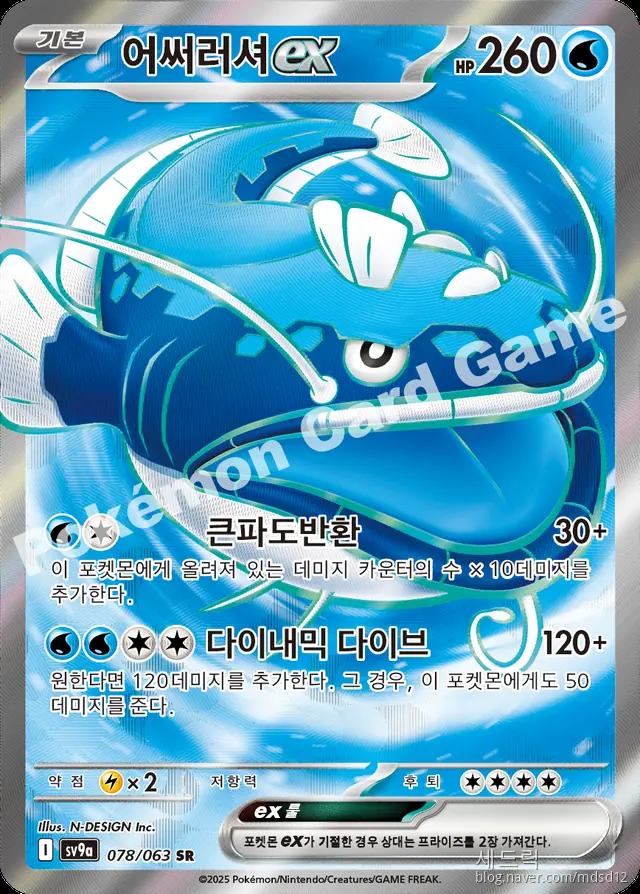 기본 어써러셔 ex HP 260
Pokémon Card Game
큰파도반환 30+
이 포켓몬에게 올려져 있는 데미지 카운터의 수 × 10데미지를
추가한다.
다이내믹 다이브 120+
원한다면 120데미지를 추가한다. 그 경우, 이 포켓몬에게도 50
데미지를 준다.
약점 ×2 저항력 후퇴
ex 룰
포켓몬 ex가 기절한 경우 상대는 프라이즈를 2장 가져간다.
Illus. N-DESIGN Inc.
I sv9a 078/063 SR
©2025 Pokémon/Nintendo/Creatures/GAME FREAK.
세드릭
blog.naver.com/mdsd12